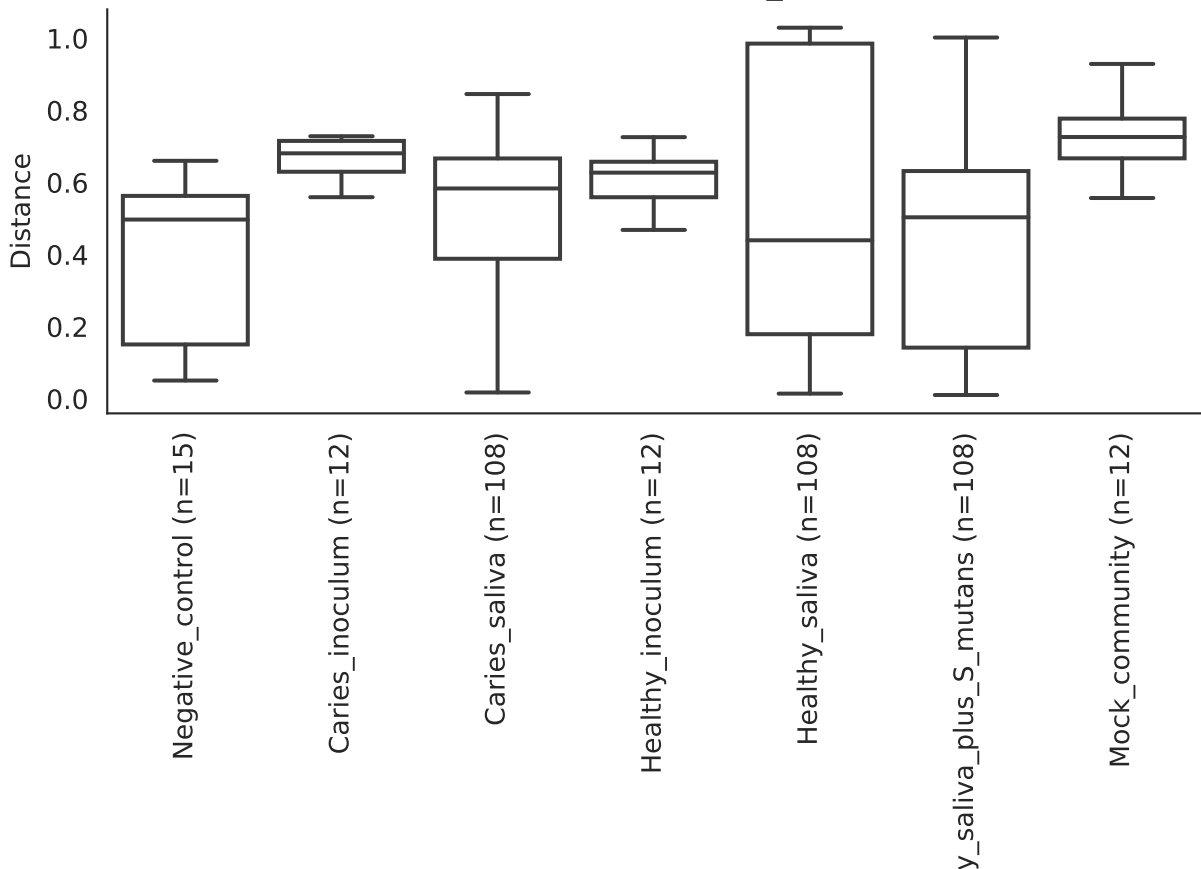 1.0
0.8
0.6
0.4
0.2
0.0
Distance
Negative_control (n=15)
Caries_inoculum (n=12)
Caries_saliva (n=108)
Healthy_inoculum (n=12)
Healthy_saliva (n=108)
y_saliva_plus_S_mutans (n=108)
Mock_community (n=12)